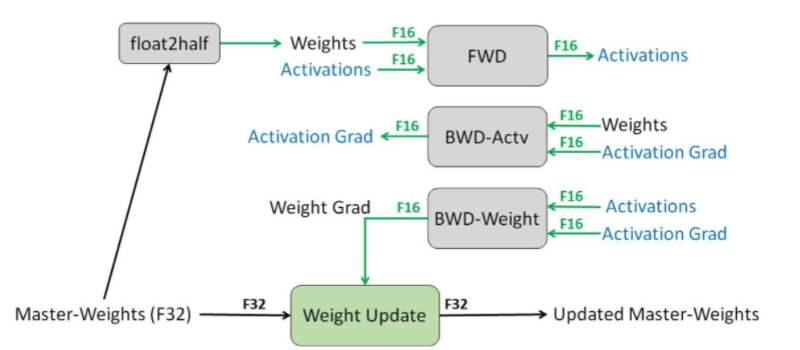 float2half
Weights
F16
Activations
F16
FWD
F16
Activations
Activation Grad
F16
BWD-Actv
F16
Weights
F16
Activation Grad
Weight Grad
F16
BWD-Weight
F16
Activations
F16
Activation Grad
Master-Weights (F32)
F32
Weight Update
F32
Updated Master-Weights